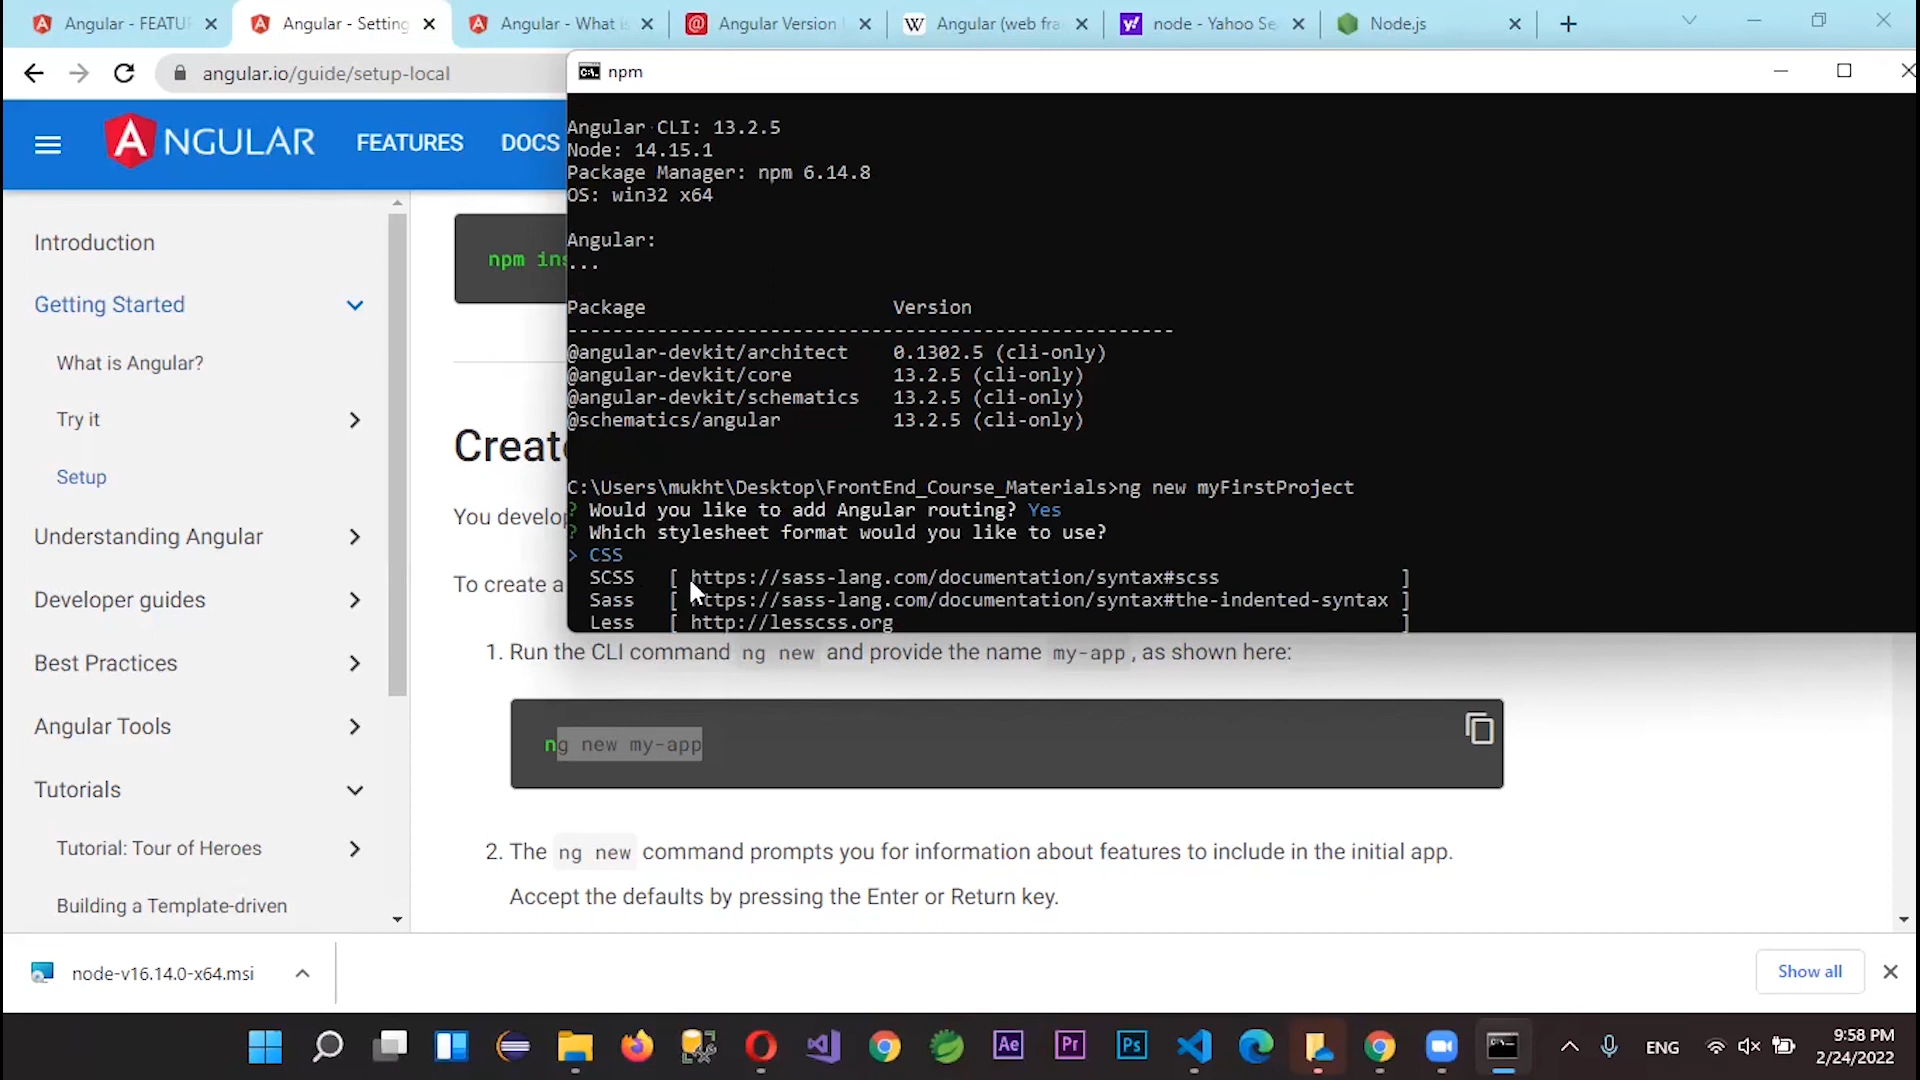 Angular - FEATUR
Angular - Setting
Angular - What i
Angular Version
Angular (web fra
node - Yahoo Se
Node.js
angular.io/guide/setup-local
npm
ANGULAR
FEATURES
DOCS
Introduction
Getting Started
What is Angular?
Try it
Setup
Understanding Angular
Developer guides
Best Practices
Angular Tools
Tutorials
Tutorial: Tour of Heroes
Building a Template-driven
npm ins
Create
You develop
To create a
Angular CLI: 13.2.5
Node: 14.15.1
Package Manager: npm 6.14.8
OS: win32 x64
Angular:
...
Package Version
------------------------------------------------------
@angular-devkit/architect 0.1302.5 (cli-only)
@angular-devkit/core 13.2.5 (cli-only)
@angular-devkit/schematics 13.2.5 (cli-only)
@schematics/angular 13.2.5 (cli-only)
C:\Users\mukht\Desktop\FrontEnd_Course_Materials>ng new myFirstProject
? Would you like to add Angular routing? Yes
? Which stylesheet format would you like to use?
> CSS
SCSS [ https://sass-lang.com/documentation/syntax#scss ]
Sass [ https://sass-lang.com/documentation/syntax#the-indented-syntax ]
Less [ http://lesscss.org ]
1. Run the CLI command ng new and provide the name my-app, as shown here:
ng new my-app
2. The ng new command prompts you for information about features to include in the initial app.
Accept the defaults by pressing the Enter or Return key.
node-v16.14.0-x64.msi
Show all
Ae
Pr
Ps
ENG
9:58 PM
2/24/2022